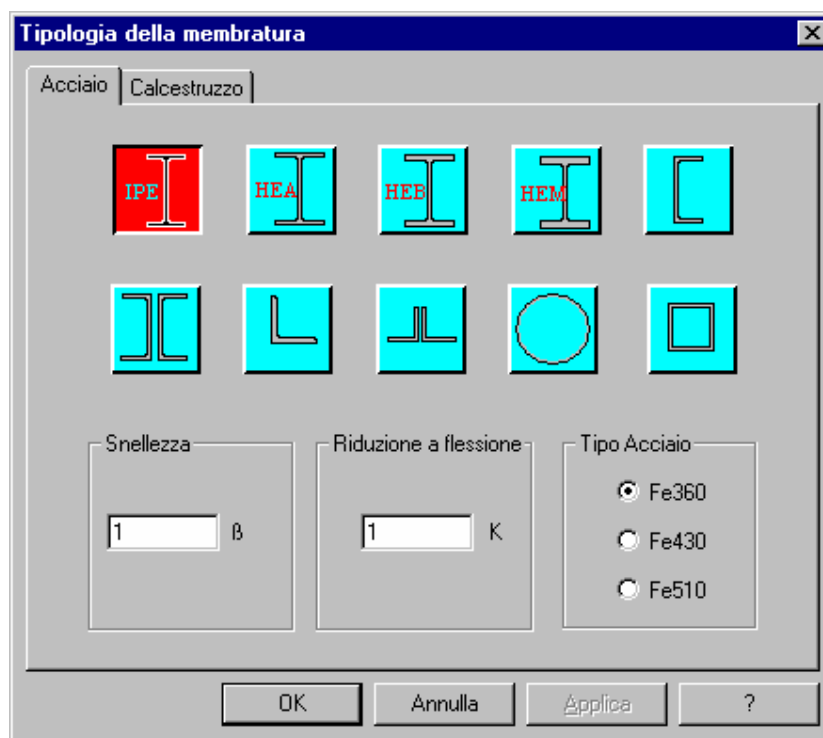 Tipologia della membratura
Acciaio Calcestruzzo
IPE HEA HEB HEM
Snellezza Riduzione a flessione Tipo Acciaio
1 ß 1 K
Fe360
Fe430
Fe510
OK Annulla Applica ?